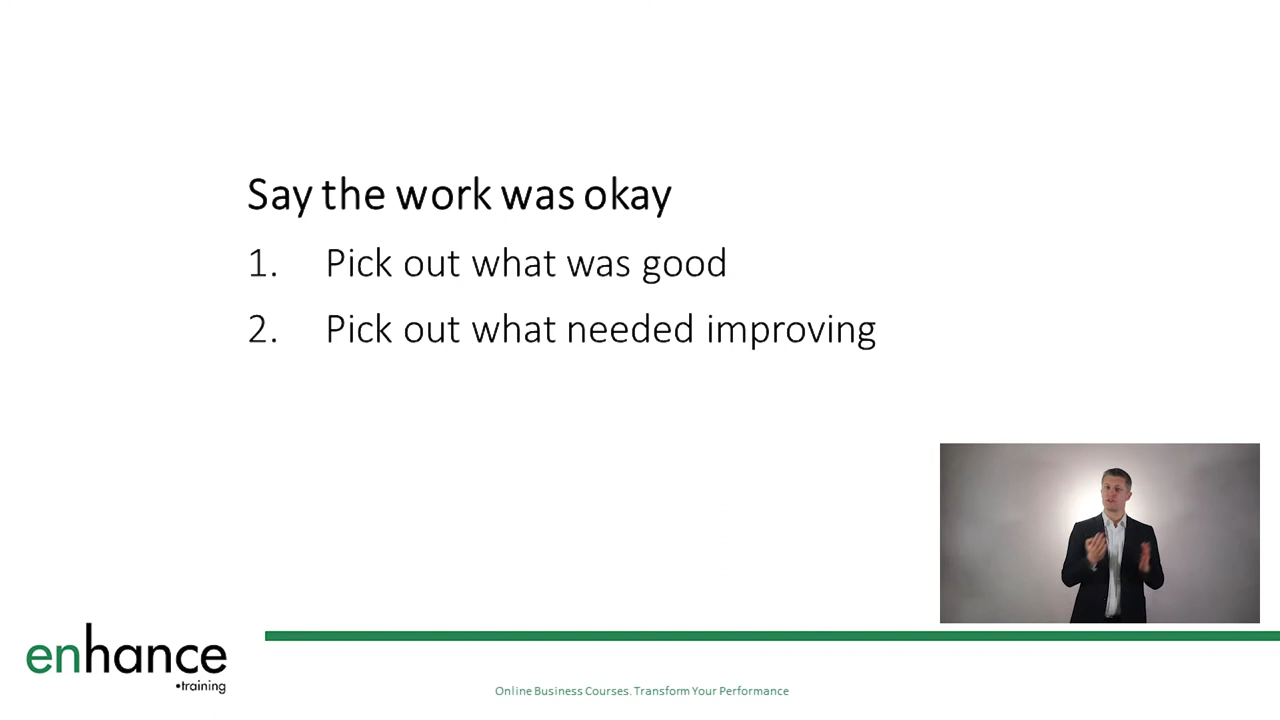 Say the work was okay
1. Pick out what was good
2. Pick out what needed improving
enhance
•training
Online Business Courses. Transform Your Performance